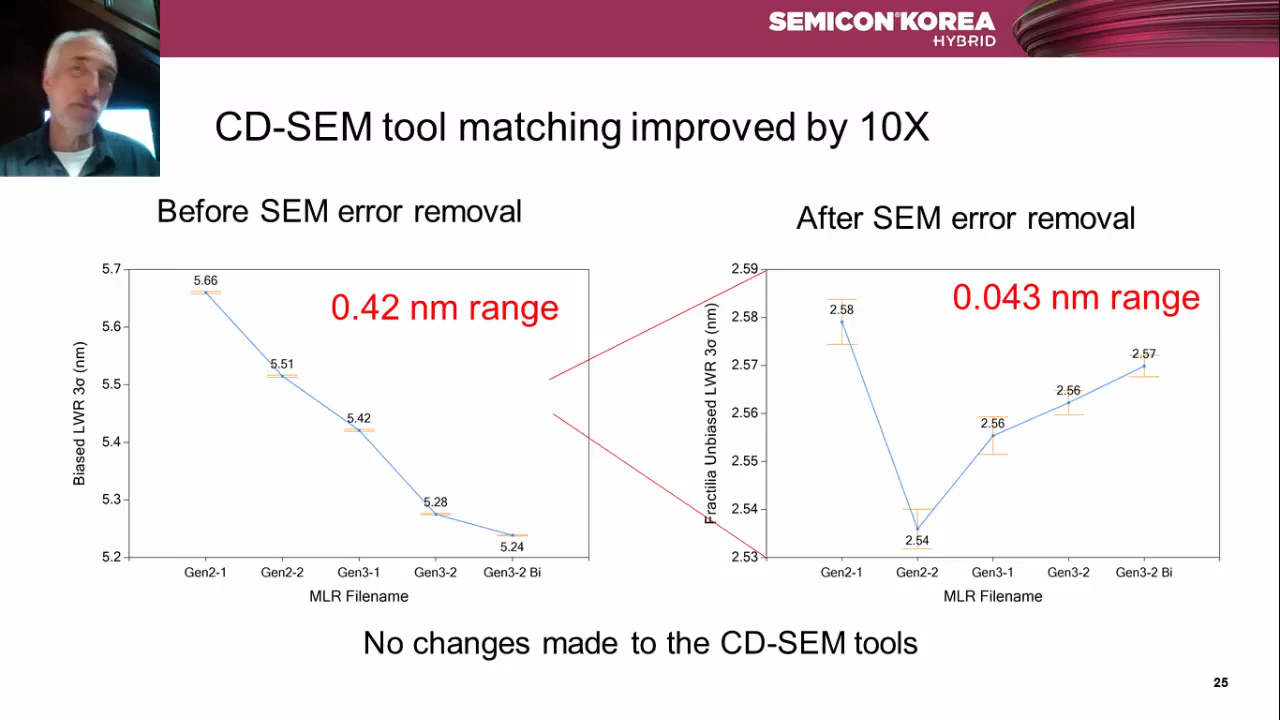 SEMICON KOREA
HYBRID
CD-SEM tool matching improved by 10X
Before SEM error removal
After SEM error removal
5.7
5.6
5.5
5.4
5.3
5.2
Biased LWR 3σ (nm)
0.42 nm range
5.66
5.51
5.42
5.28
5.24
Gen2-1
Gen2-2
Gen3-1
Gen3-2
Gen3-2 Bi
MLR Filename
2.59
2.58
2.57
2.56
2.55
2.54
2.53
Fractilia Unbiased LWR 3σ (nm)
0.043 nm range
2.58
2.54
2.56
2.56
2.57
Gen2-1
Gen2-2
Gen3-1
Gen3-2
Gen3-2 Bi
MLR Filename
No changes made to the CD-SEM tools
25